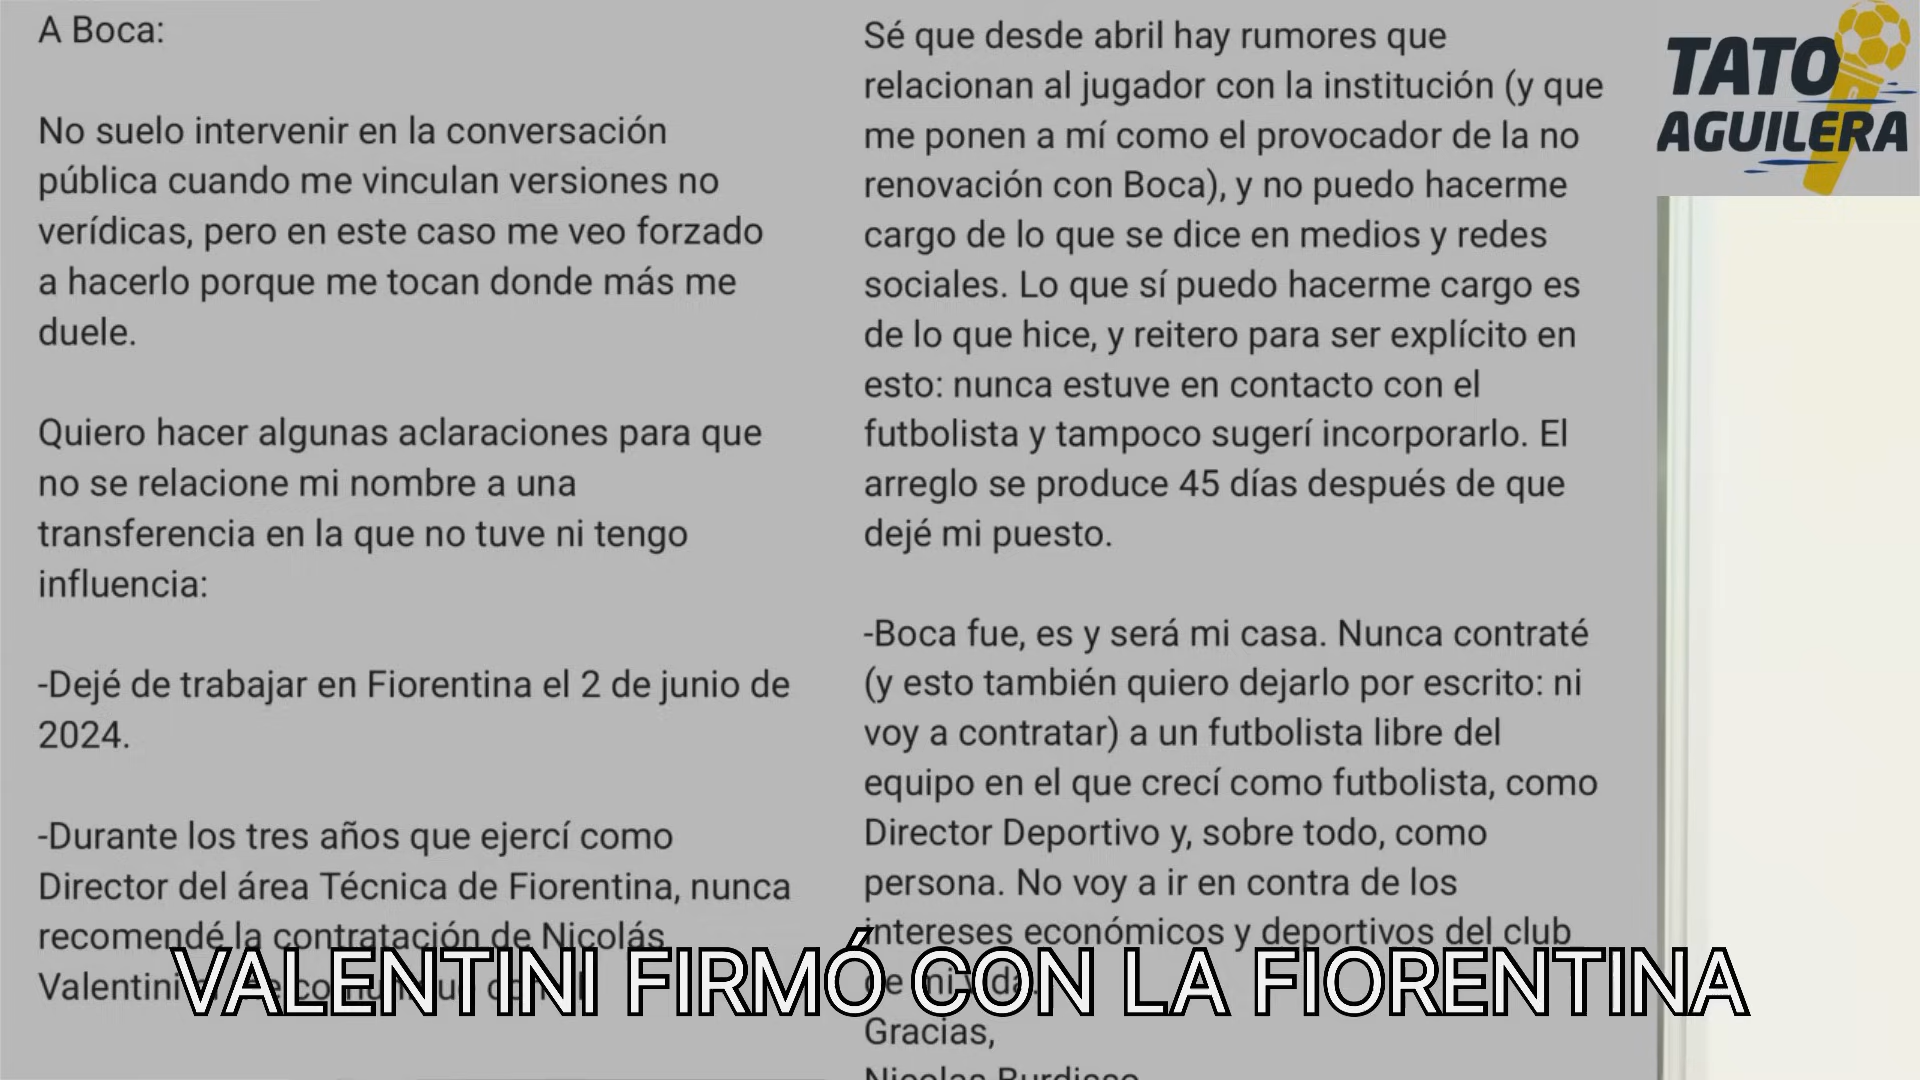 A Boca:
No suelo intervenir en la conversación
pública cuando me vinculan versiones no
verídicas, pero en este caso me veo forzado
a hacerlo porque me tocan donde más me
duele.
Quiero hacer algunas aclaraciones para que
no se relacione mi nombre a una
transferencia en la que no tuve ni tengo
influencia:
-Dejé de trabajar en Fiorentina el 2 de junio de
2024.
-Durante los tres años que ejercí como
Director del área Técnica de Fiorentina, nunca
recomendé la contratación de Nicolás
Valentini
Sé que desde abril hay rumores que
relacionan al jugador con la institución (y que
me ponen a mí como el provocador de la no
renovación con Boca), y no puedo hacerme
cargo de lo que se dice en medios y redes
sociales. Lo que sí puedo hacerme cargo es
de lo que hice, y reitero para ser explícito en
esto: nunca estuve en contacto con el
futbolista y tampoco sugerí incorporarlo. El
arreglo se produce 45 días después de que
dejé mi puesto.
-Boca fue, es y será mi casa. Nunca contraté
(y esto también quiero dejarlo por escrito: ni
voy a contratar) a un futbolista libre del
equipo en el que crecí como futbolista, como
Director Deportivo y, sobre todo, como
persona. No voy a ir en contra de los
intereses económicos y deportivos del club
de mi vida.
Gracias,
Nicolas Burdisso
TATO
AGUILERA
VALENTINI FIRMÓ CON LA FIORENTINA